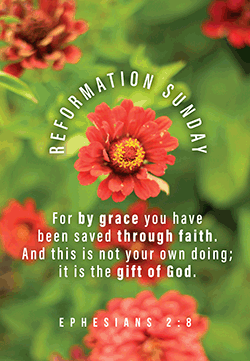 REFORMATION SUNDAY
For by grace you have
been saved through faith.
And this is not your own doing;
it is the gift of God.
EPHESIANS 2:8